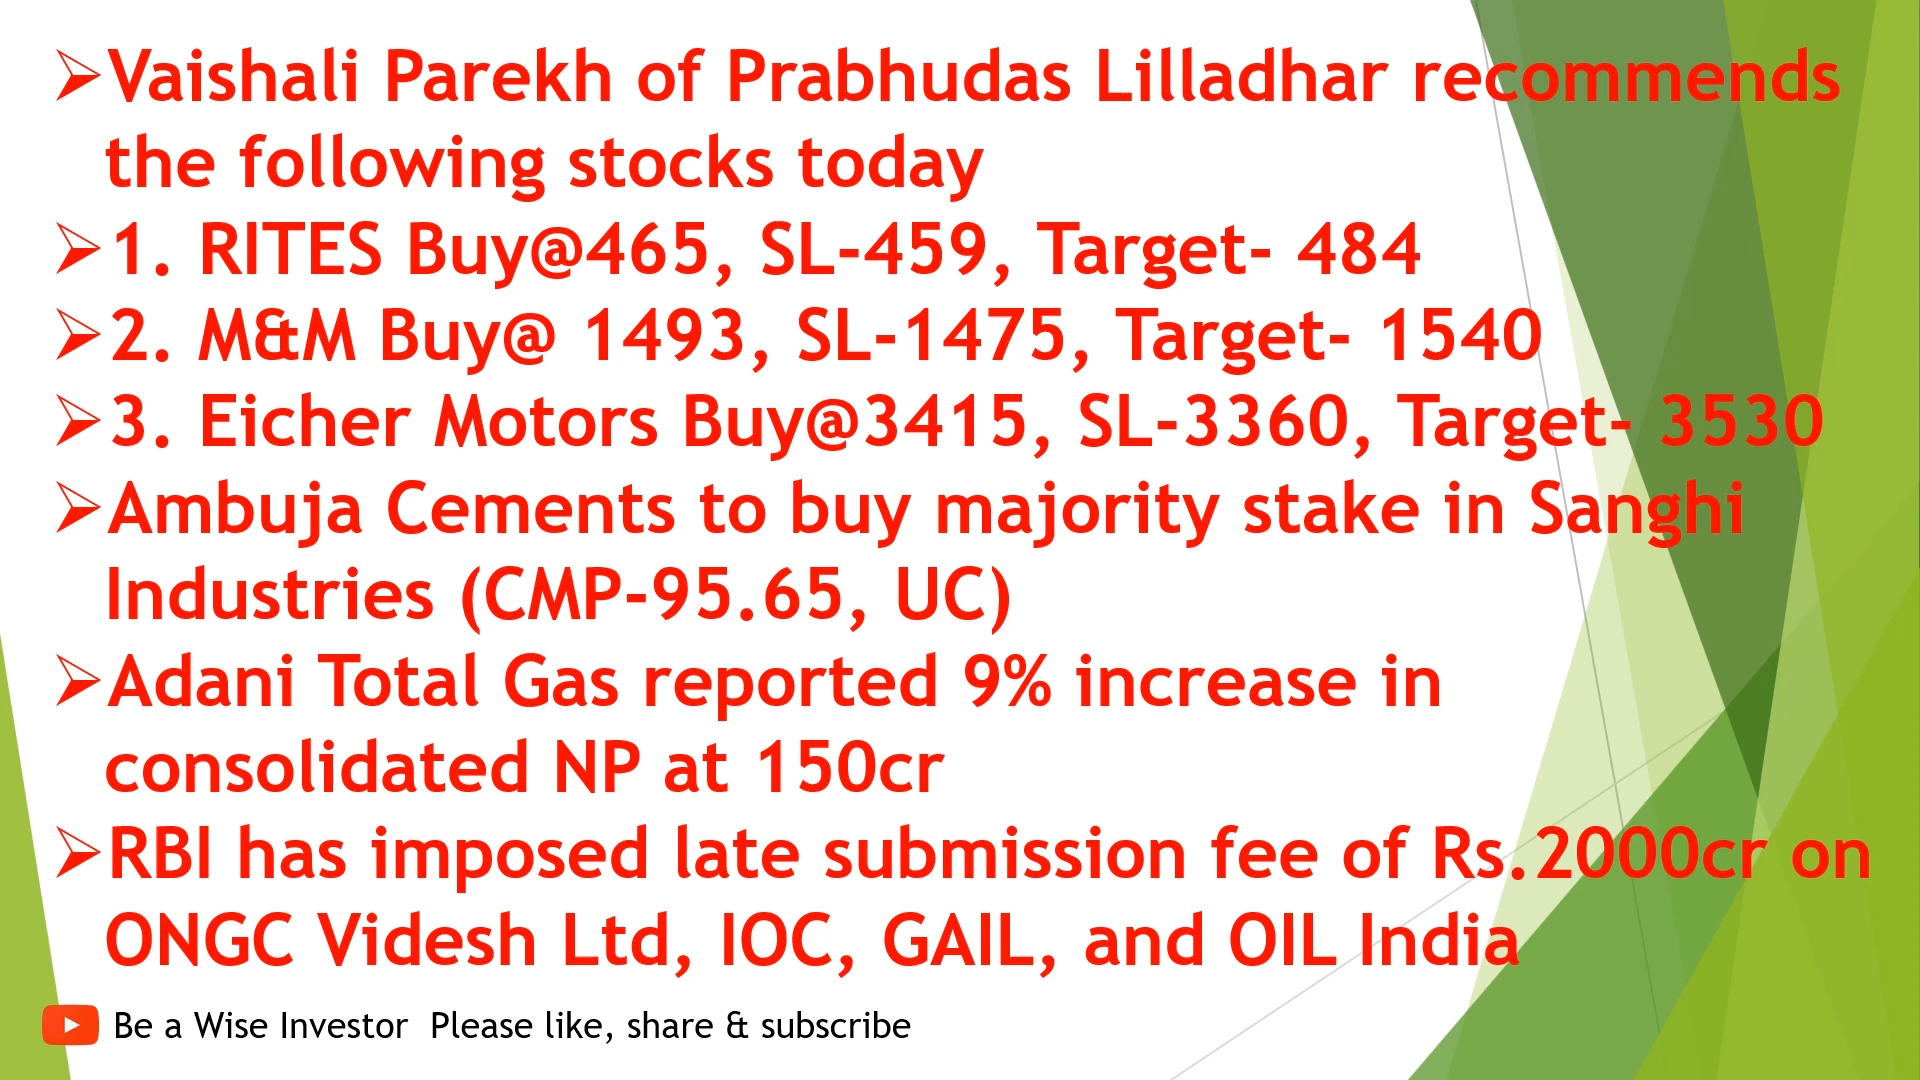 ➢Vaishali Parekh of Prabhudas Lilladhar recommends
the following stocks today
➢1. RITES Buy@465, SL-459, Target- 484
➢2. M&M Buy@ 1493, SL-1475, Target- 1540
➢3. Eicher Motors Buy@3415, SL-3360, Target- 3530
➢Ambuja Cements to buy majority stake in Sanghi
Industries (CMP-95.65, UC)
➢Adani Total Gas reported 9% increase in
consolidated NP at 150cr
➢RBI has imposed late submission fee of Rs.2000cr on
ONGC Videsh Ltd, IOC, GAIL, and OIL India
Be a Wise Investor  Please like, share & subscribe